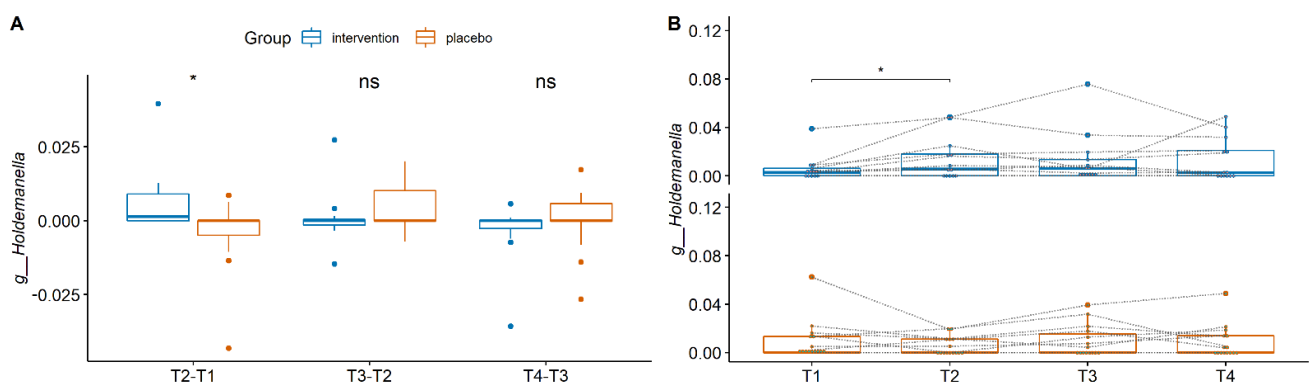 A
Group intervention placebo
* ns ns
g__Holdemanella
0.025
0.000
-0.025
T2-T1 T3-T2 T4-T3
B
0.12
0.08
0.04
0.00
*
g__Holdemanella
0.12
0.08
0.04
0.00
T1 T2 T3 T4